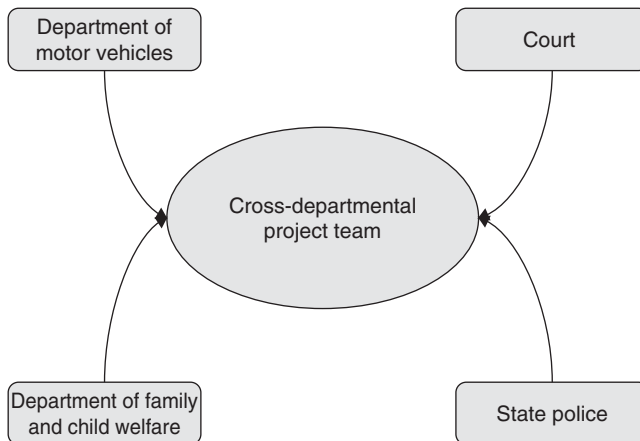 Department of
motor vehicles
Court
Cross-departmental
project team
Department of family
and child welfare
State police